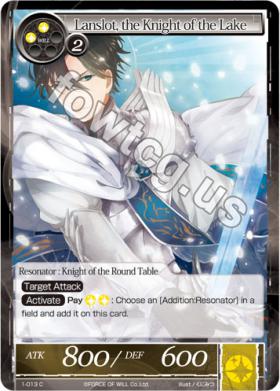 Lanslot, the Knight of the Lake
WILL
2
fowtcg.us
Resonator : Knight of the Round Table
Target Attack
Activate Pay : Choose an [Addition:Resonator] in a
field and add it on this card.
ATK 800/ DEF 600
1-013 C
©FORCE OF WILL Co.,Ltd.
Illust /